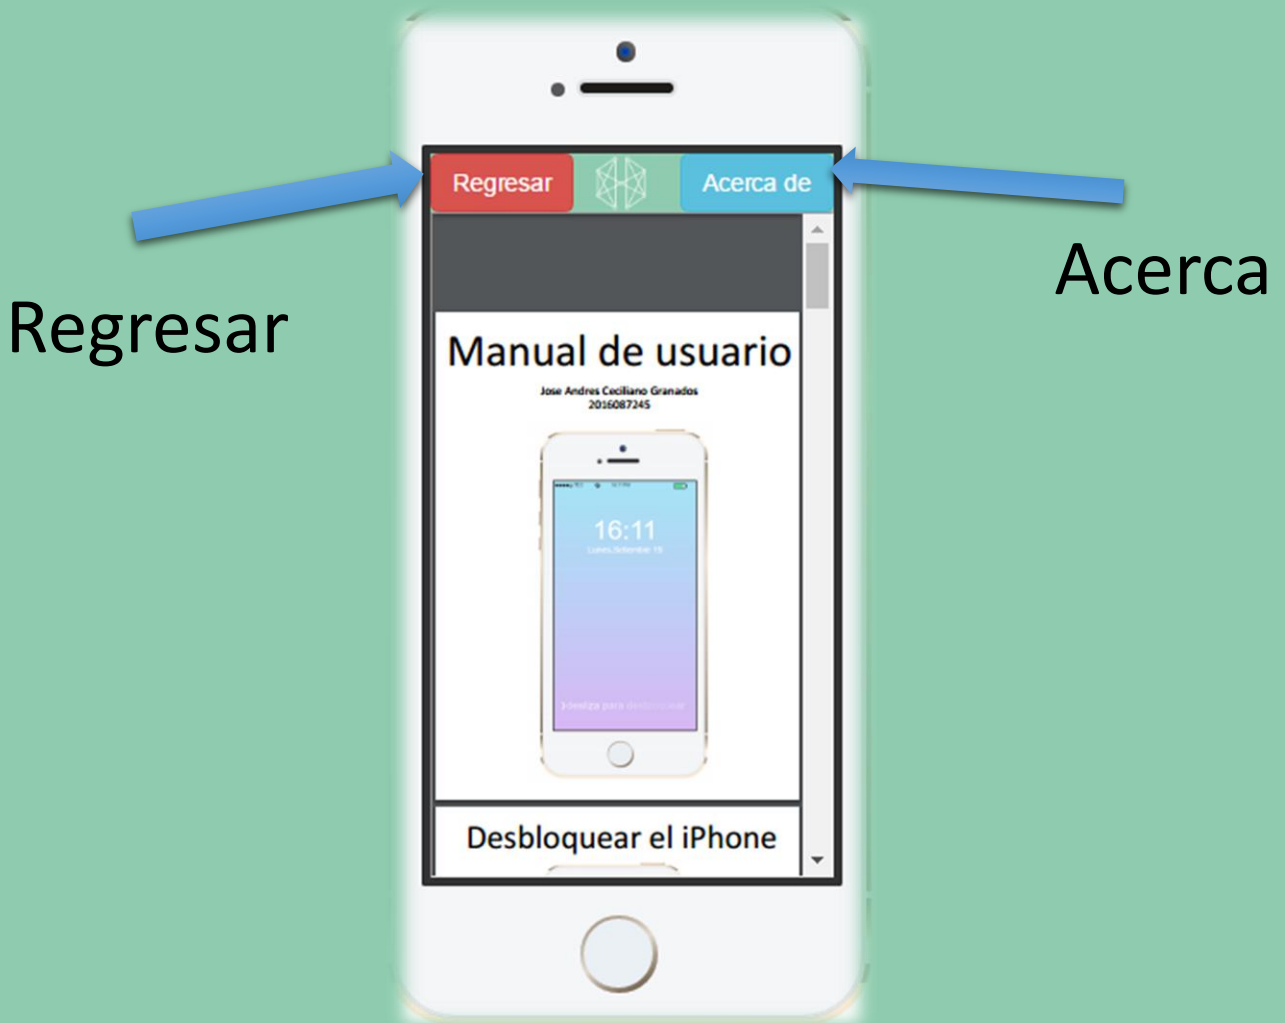 Regresar
Acerca de
Regresar
Acerca
Manual de usuario
Jose Andres Ceciliano Granados
2016087245
16:11
Desbloquear el iPhone